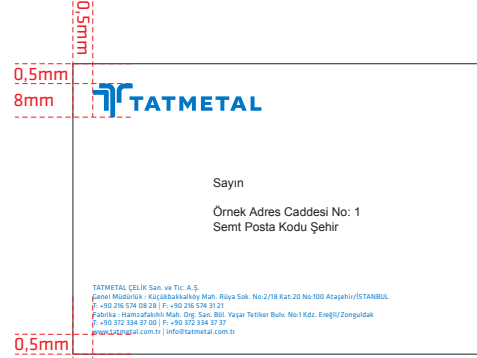 0,5mm
0,5mm
8mm
TATMETAL
Sayın
Örnek Adres Caddesi No: 1
Semt Posta Kodu Şehir
TATMETAL ÇELİK San. ve Tic. A.Ş.
Genel Müdürlük : Küçükbakkalköy Mah. Rüya Sok. No:2/18 Kat:20 No:100 Ataşehir/İSTANBUL
T: +90 216 574 08 28 | F: +90 216 574 31 21
Fabrika : Hamzafakıhlı Mah. Org. San. Böl. Yaşar Tetiker Bulv. No:1 Kdz. Ereğli/Zonguldak
T: +90 372 334 37 00 | F: +90 372 334 37 37
www.tatmetal.com.tr | info@tatmetal.com.tr
0,5mm